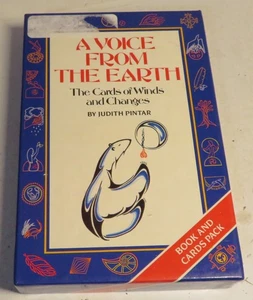 A VOICE
FROM
THE EARTH
The Cards of Winds
and Changes
BY JUDITH PINTAR
BOOK AND
CARDS PACK